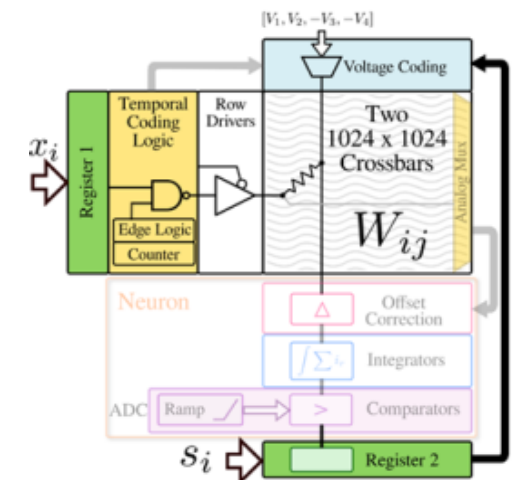 [V₁, V₂, −V₃, −V₄]
Voltage Coding
Temporal
Coding
Logic
Row
Drivers
Two
1024 x 1024
Crossbars
Analog Mux
xᵢ
Register 1
Wᵢⱼ
Edge Logic
Counter
Neuron
Offset
Correction
Δ
Integrators
ADC
Ramp
>
Comparators
sᵢ
Register 2